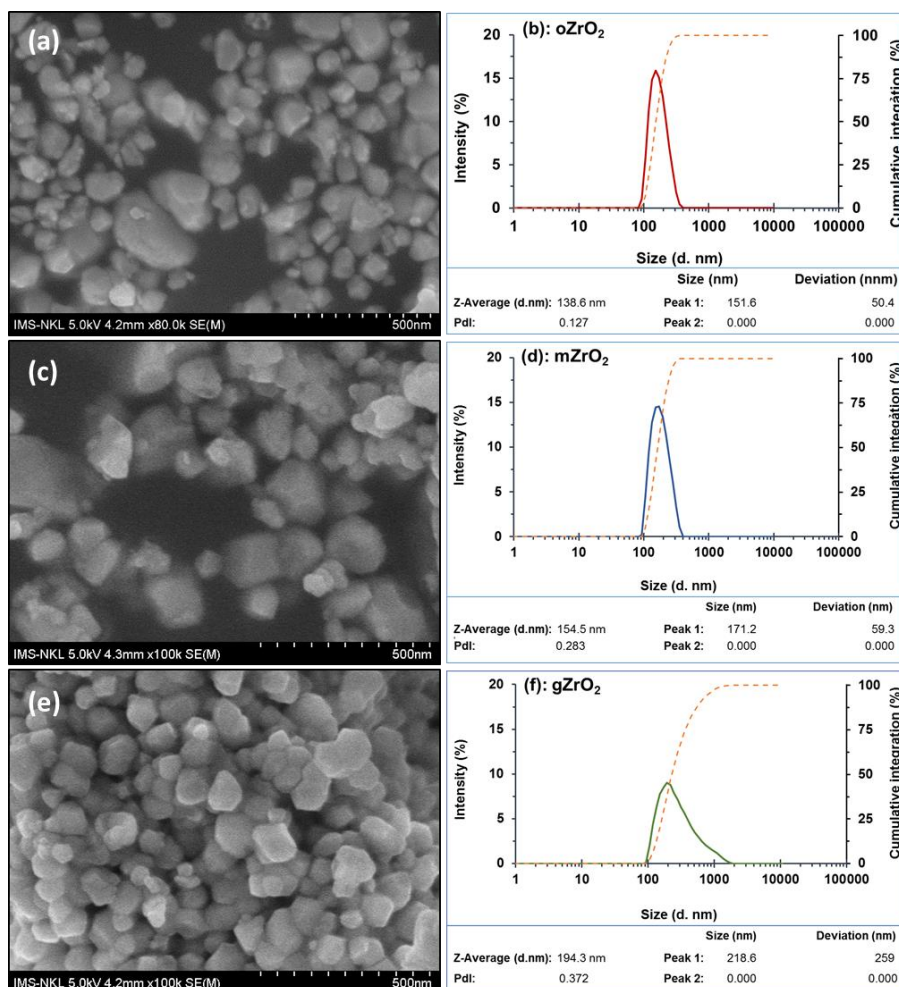 (a)
IMS-NKL 5.0kV 4.2mm x80.0k SE(M)
500nm
(b): oZrO₂
20
15
10
5
0
Intensity (%)
100
75
50
25
0
Cumulative integåtion (%)
1 10 100 1000 10000 100000
Size (d. nm)
Size (nm) Deviation (nnm)
Z-Average (d.nm): 138.6 nm Peak 1: 151.6 50.4
PdI: 0.127 Peak 2: 0.000 0.000
(c)
IMS-NKL 5.0kV 4.3mm x100k SE(M)
500nm
(d): mZrO₂
20
15
10
5
0
Intensity (%)
100
75
50
25
0
Cumulative integåtion (%)
1 10 100 1000 10000 100000
Size (d. nm)
Size (nm) Deviation (nm)
Z-Average (d.nm): 154.5 nm Peak 1: 171.2 59.3
PdI: 0.283 Peak 2: 0.000 0.000
(e)
IMS-NKL 5.0kV 4.2mm x100k SE(M)
500nm
(f): gZrO₂
20
15
10
5
0
Intensity (%)
100
75
50
25
0
Cumulative integration (%)
1 10 100 1000 10000 100000
Size (d. nm)
Size (nm) Deviation (nm)
Z-Average (d.nm): 194.3 nm Peak 1: 218.6 259
PdI: 0.372 Peak 2: 0.000 0.000